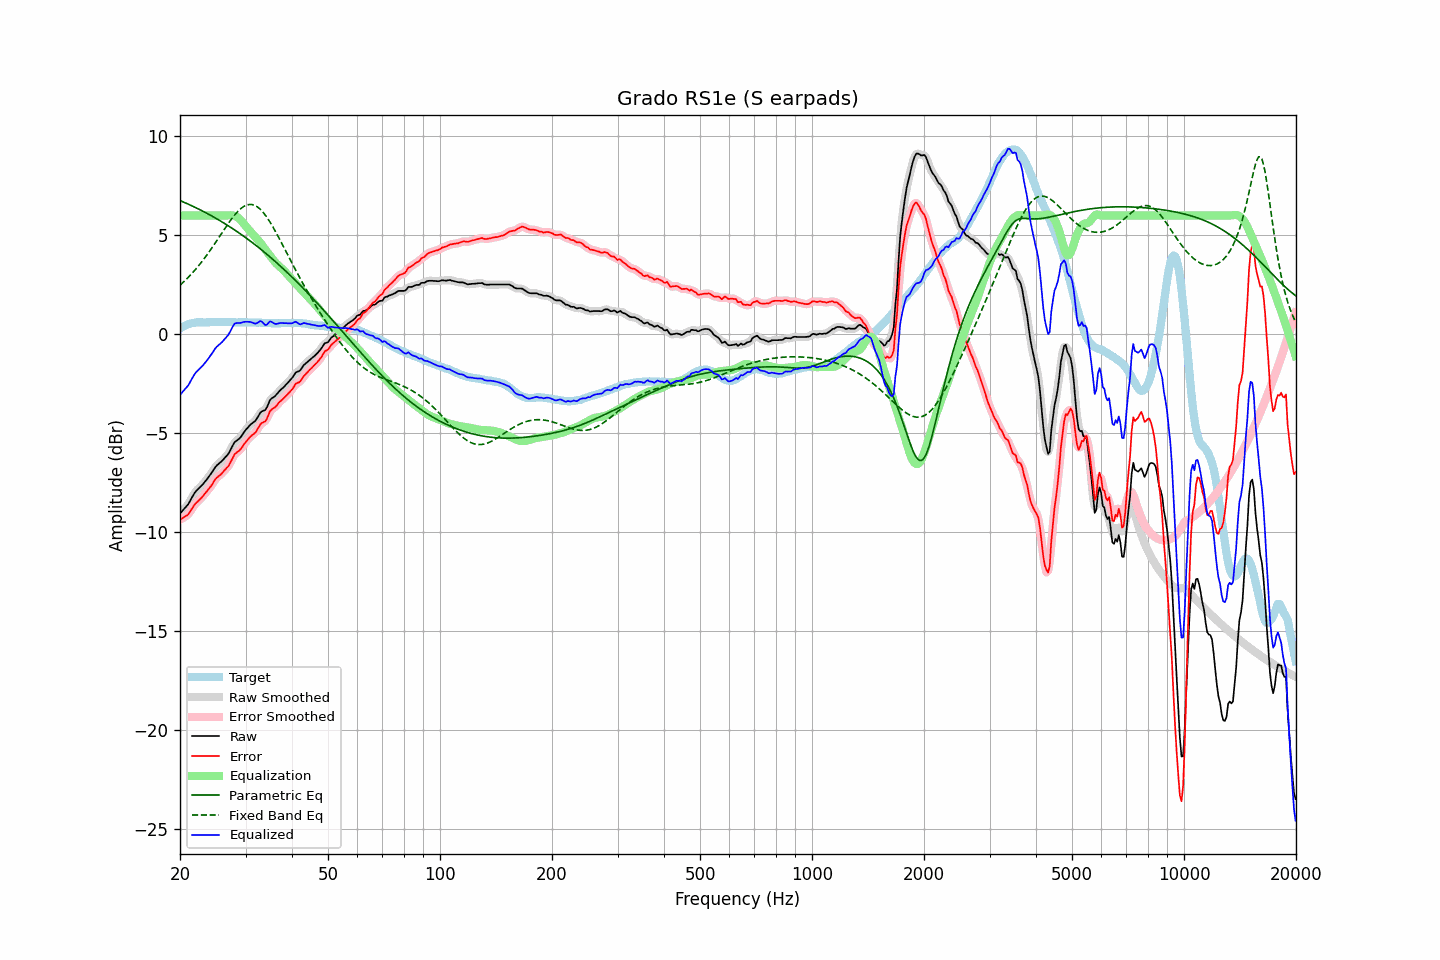 Grado RS1e (S earpads)
10
5
0
−5
−10
−15
−20
−25
Amplitude (dBr)
Target
Raw Smoothed
Error Smoothed
Raw
Error
Equalization
Parametric Eq
Fixed Band Eq
Equalized
20 50 100 200 500 1000 2000 5000 10000 20000
Frequency (Hz)